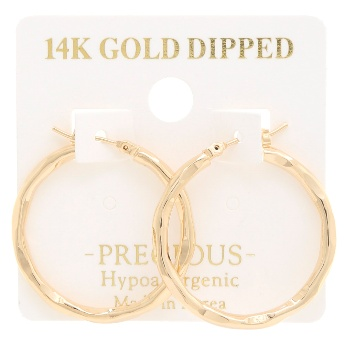 14K GOLD DIPPED
-PRECIOUS-
Hypoallergenic
Made in Korea